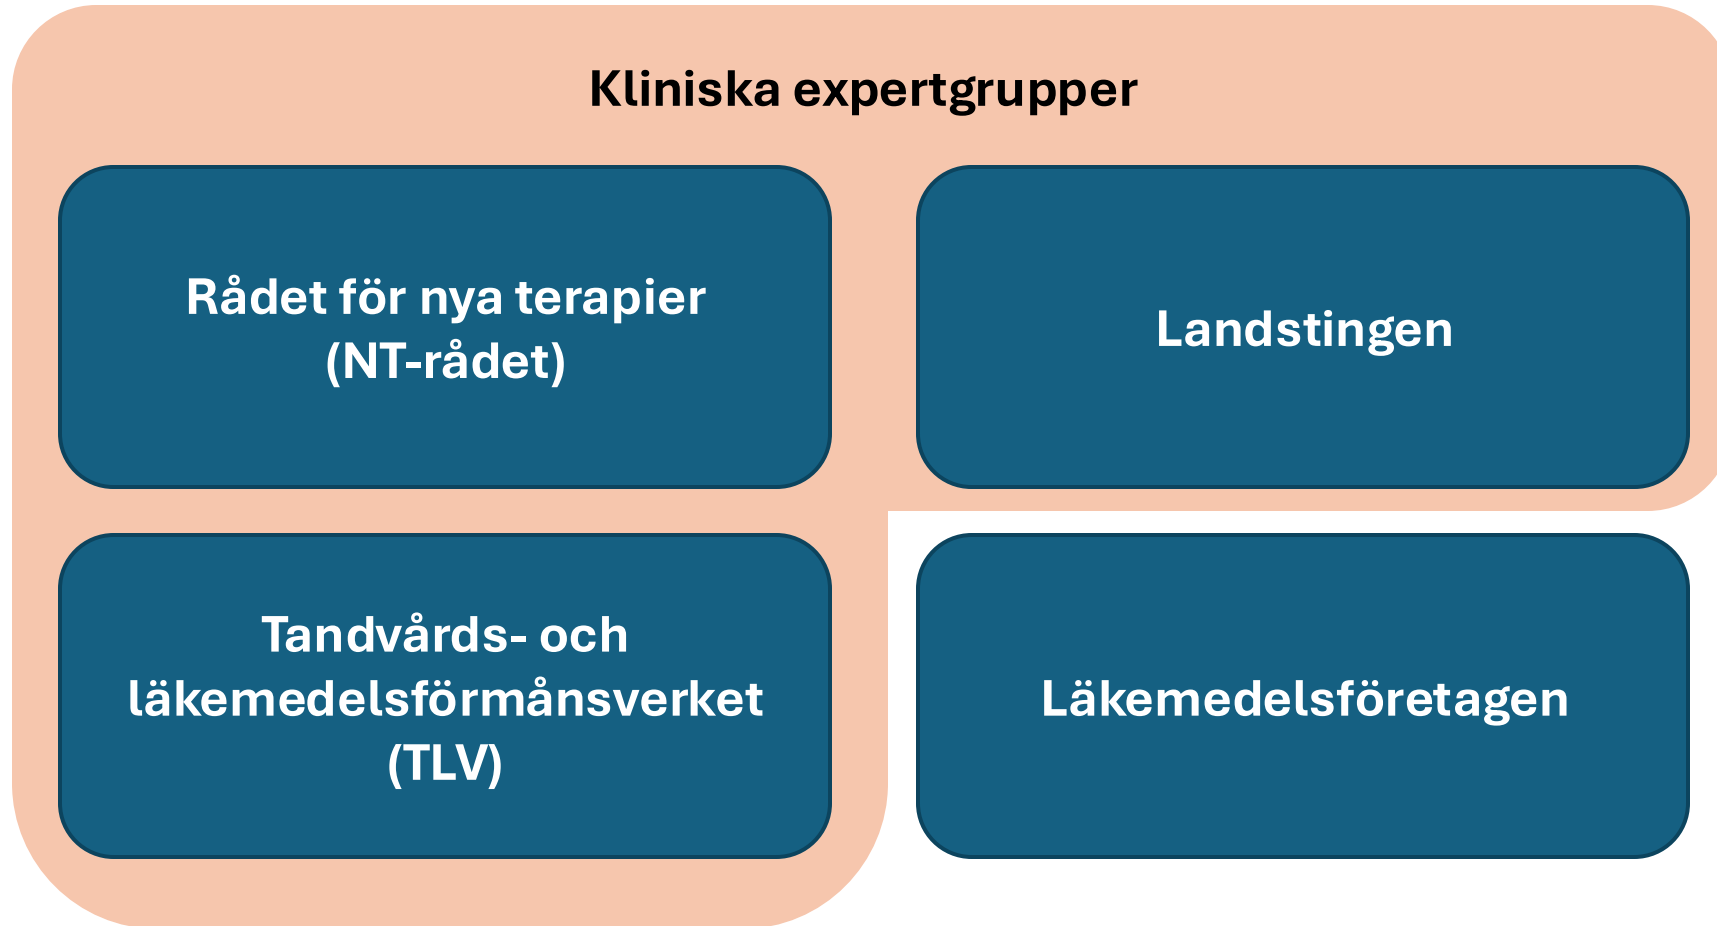 Kliniska expertgrupper
Rådet för nya terapier
(NT-rådet)
Landstingen
Tandvårds- och
läkemedelsförmånsverket
(TLV)
Läkemedelsföretagen